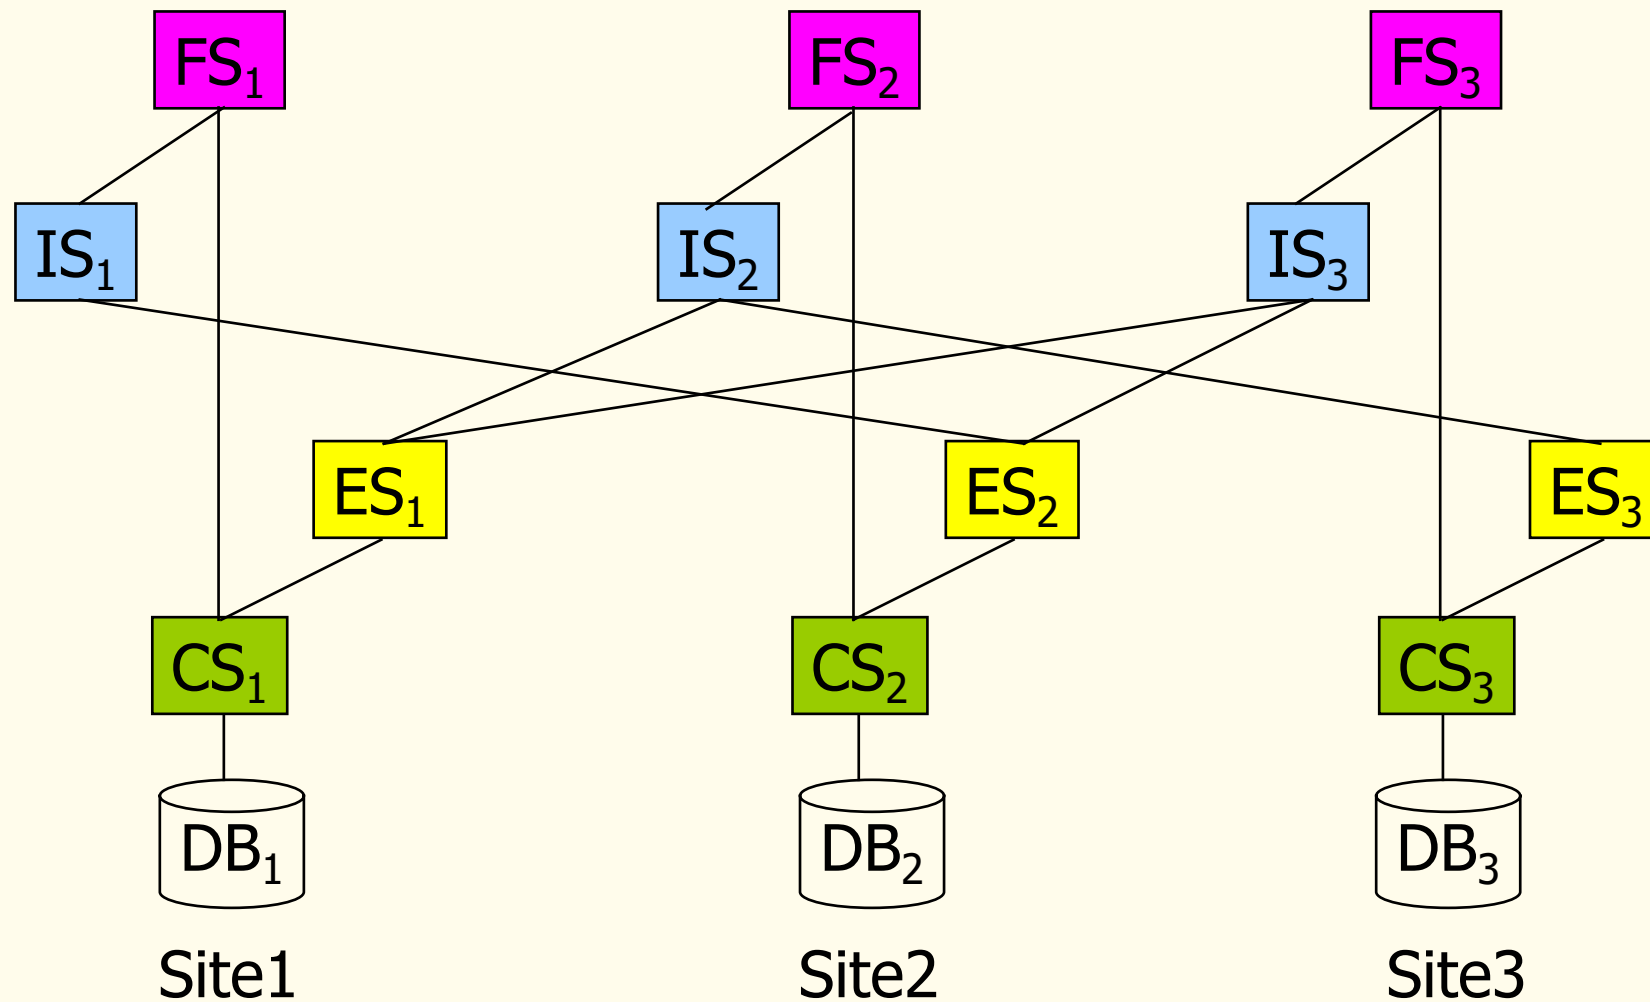 FS₁ FS₂ FS₃
IS₁ IS₂ IS₃
ES₁ ES₂ ES₃
CS₁ CS₂ CS₃
DB₁ DB₂ DB₃
Site1 Site2 Site3